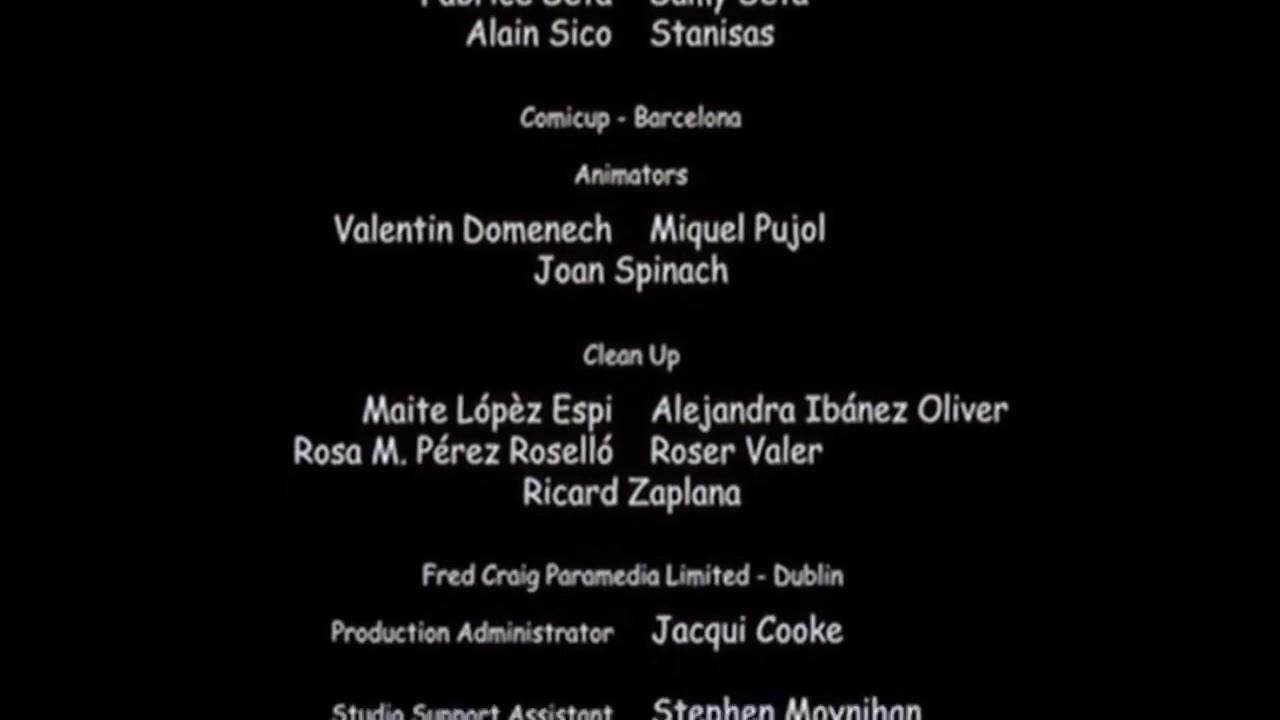 Alain Sico Stanisas
Comicup - Barcelona
Animators
Valentin Domenech Miquel Pujol
Joan Spinach
Clean Up
Maite Lópèz Espi Alejandra Ibánez Oliver
Rosa M. Pérez Roselló Roser Valer
Ricard Zaplana
Fred Craig Paramedia Limited - Dublin
Production Administrator Jacqui Cooke
Studio Support Assistant Stephen Moynihan